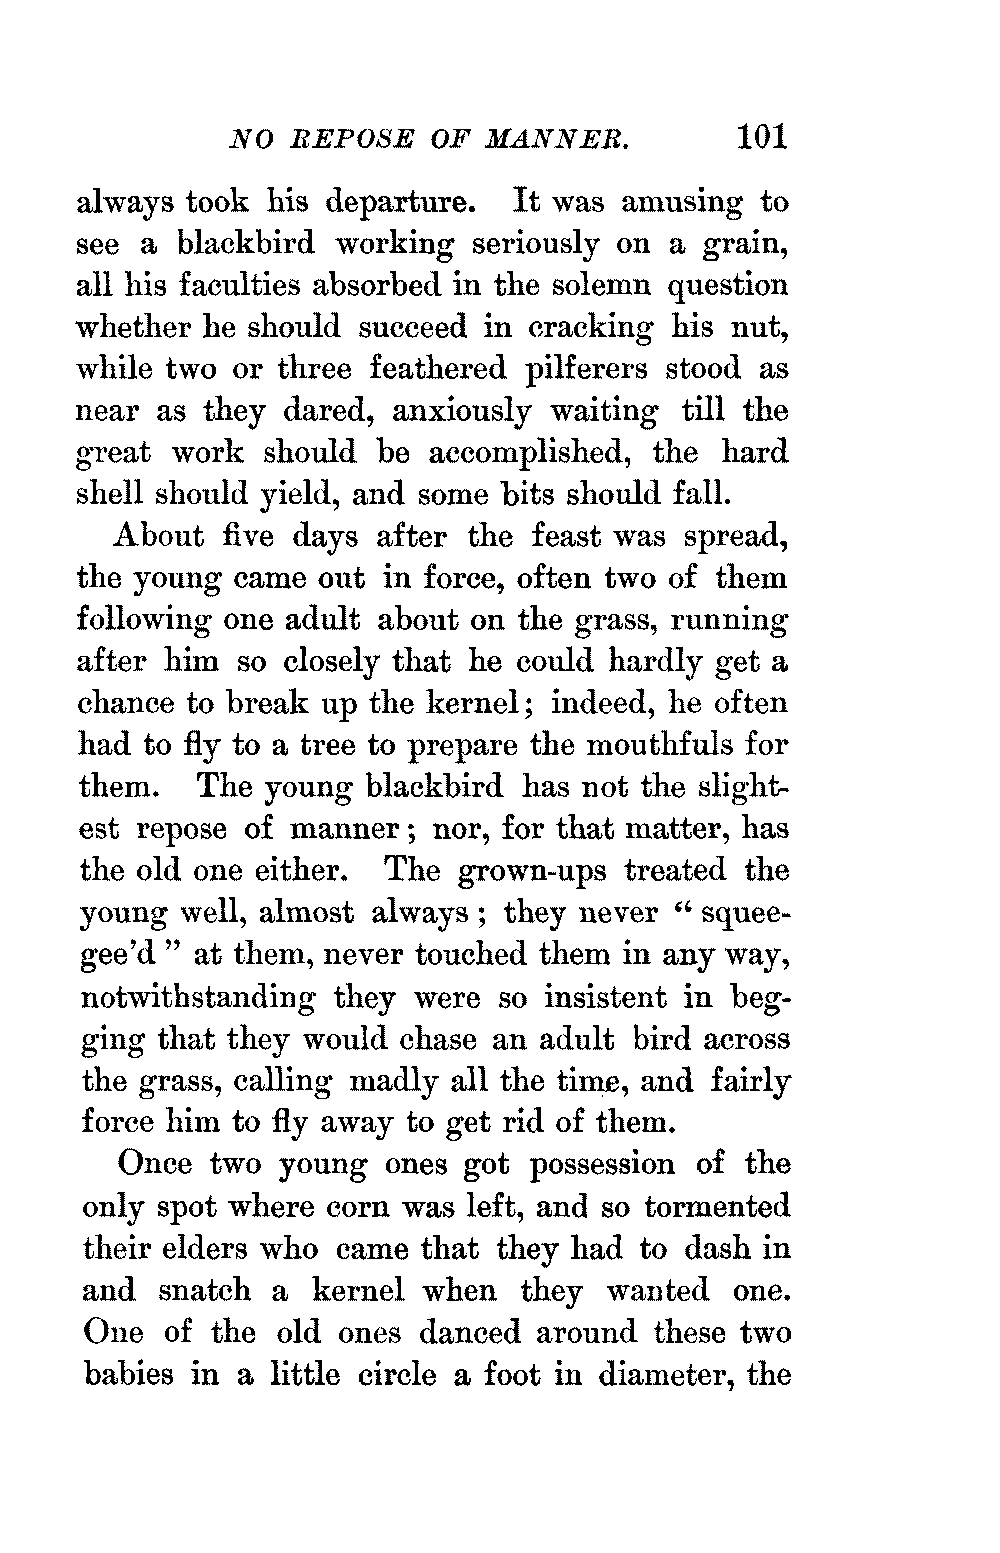 NO REPOSE OF MANNER. 101
always took his departure. It was amusing to
see a blackbird working seriously on a grain,
all his faculties absorbed in the solemn question
whether he should succeed in cracking his nut,
while two or three feathered pilferers stood as
near as they dared, anxiously waiting till the
great work should be accomplished, the hard
shell should yield, and some bits should fall.
About five days after the feast was spread,
the young came out in force, often two of them
following one adult about on the grass, running
after him so closely that he could hardly get a
chance to break up the kernel; indeed, he often
had to fly to a tree to prepare the mouthfuls for
them. The young blackbird has not the slight-
est repose of manner; nor, for that matter, has
the old one either. The grown-ups treated the
young well, almost always; they never “squee-
gee’d” at them, never touched them in any way,
notwithstanding they were so insistent in beg-
ging that they would chase an adult bird across
the grass, calling madly all the time, and fairly
force him to fly away to get rid of them.
Once two young ones got possession of the
only spot where corn was left, and so tormented
their elders who came that they had to dash in
and snatch a kernel when they wanted one.
One of the old ones danced around these two
babies in a little circle a foot in diameter, the